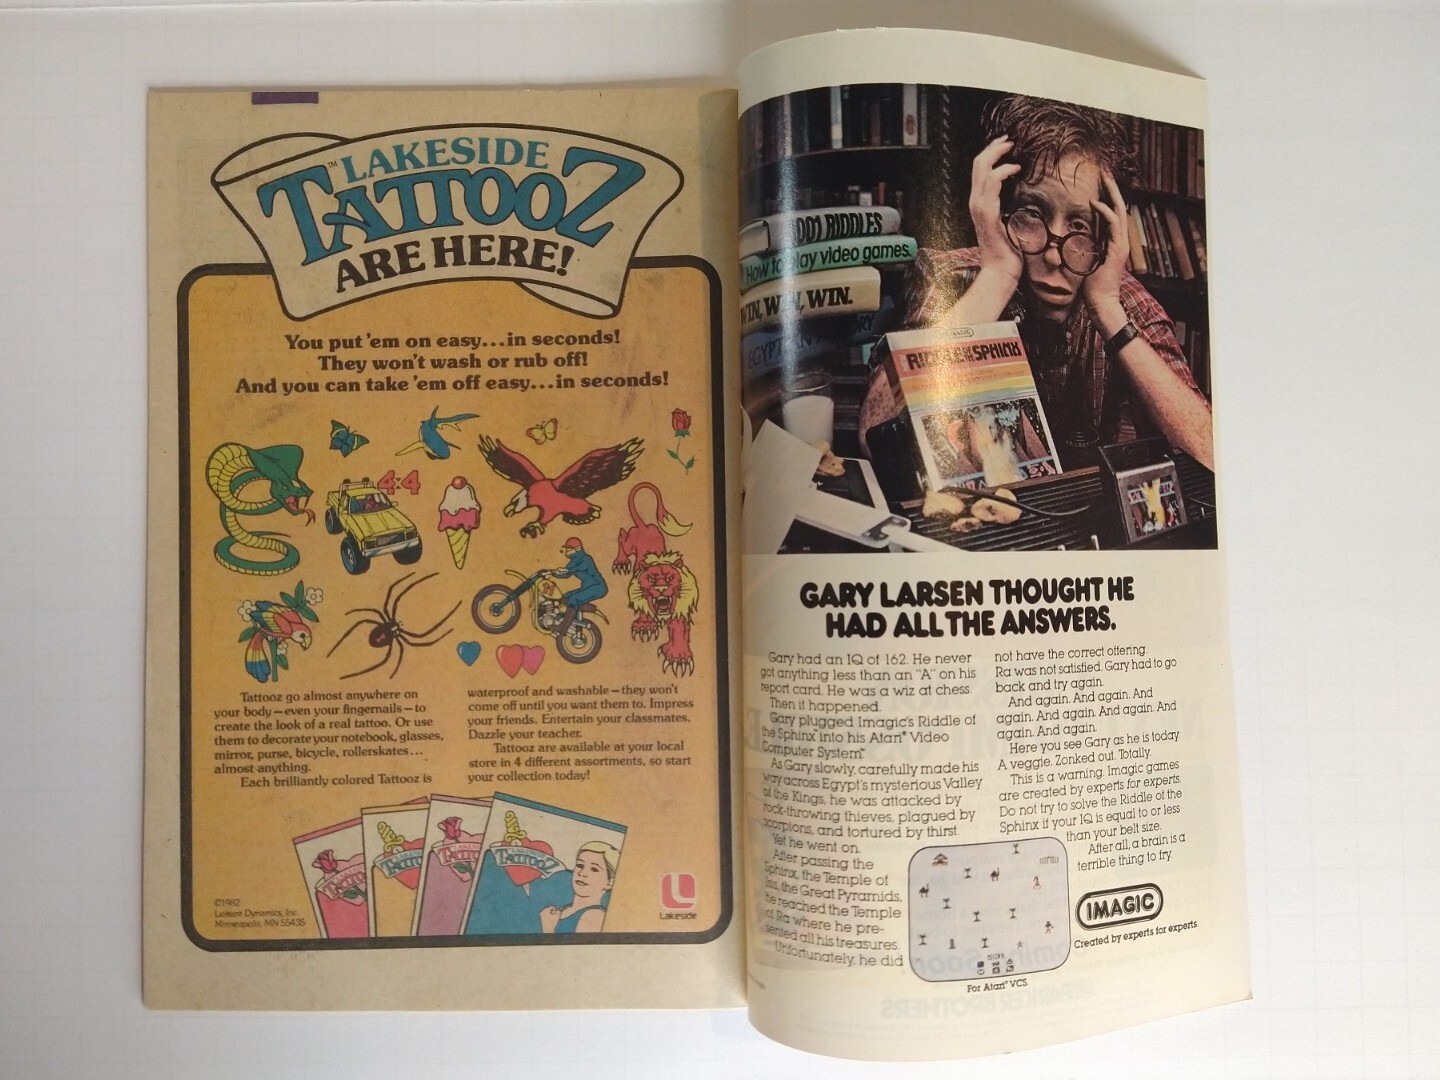 LAKESIDE
TATTOOZ™
ARE HERE!
You put 'em on easy...in seconds!
They won't wash or rub off!
And you can take 'em off easy...in seconds!
4x4
Tattooz go almost anywhere on
your body—even your fingernails—to
create the look of a real tattoo. Or use
them to decorate your notebook, glasses,
mirror, purse, bicycle, rollerskates...
almost anything.
Each brilliantly colored Tattooz is
waterproof and washable—they won't
come off until you want them to. Impress
your friends. Entertain your classmates.
Dazzle your teacher.
Tattooz are available at your local
store in 4 different assortments, so start
your collection today!
LAKESIDE
TATTOOZ
©1982
Leisure Dynamics, Inc.
Minneapolis, MN 55435
Lakeside
1001 RIDDLES
How to play video games.
WIN, WIN, WIN.
EGYPTIAN HISTORY
IMAGIC
RIDDLE OF THE SPHINX
GARY LARSEN THOUGHT HE
HAD ALL THE ANSWERS.
Gary had an IQ of 162. He never
got anything less than an "A" on his
report card. He was a wiz at chess.
Then it happened.
Gary plugged Imagic's Riddle of
the Sphinx into his Atari® Video
Computer System™.
As Gary slowly, carefully made his
way across Egypt's mysterious Valley
of the Kings, he was attacked by
rock-throwing thieves, plagued by
scorpions, and tortured by thirst.
Yet he went on.
After passing the
Sphinx, the Temple of
Isis, the Great Pyramids,
he reached the Temple
of Ra where he pre-
sented all his treasures.
Unfortunately, he did
not have the correct offering.
Ra was not satisfied. Gary had to go
back and try again.
And again. And again. And
again. And again. And again. And
again. And again.
Here you see Gary as he is today.
A veggie. Zonked out. Totally.
This is a warning. Imagic games
are created by experts for experts.
Do not try to solve the Riddle of the
Sphinx if your IQ is equal to or less
than your belt size.
After all, a brain is a
terrible thing to fry.
For Atari® VCS.
IMAGIC
Created by experts for experts.